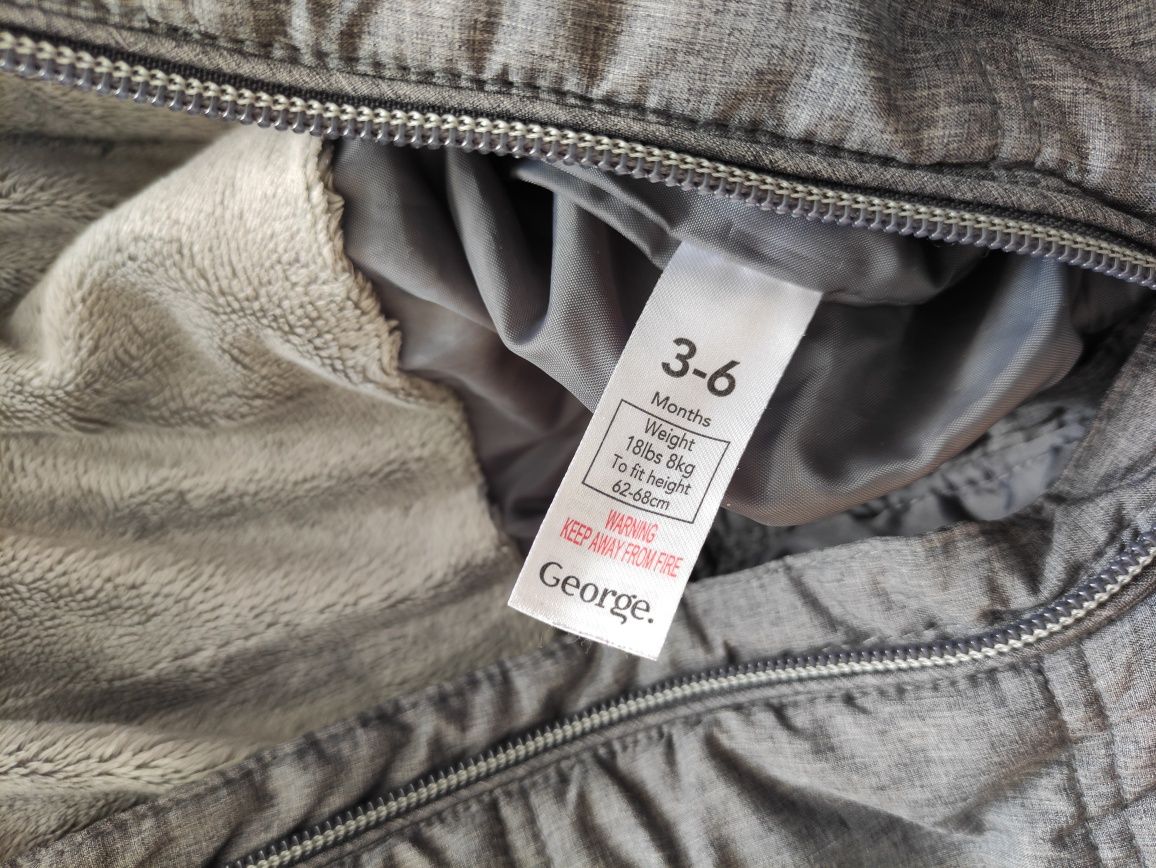 3-6
Months
Weight
18lbs 8kg
To fit height
62-68cm
WARNING
KEEP AWAY FROM FIRE
George.